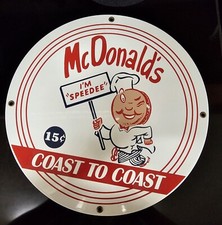 McDonald's
I'M
"SPEEDEE"
15¢
COAST TO COAST